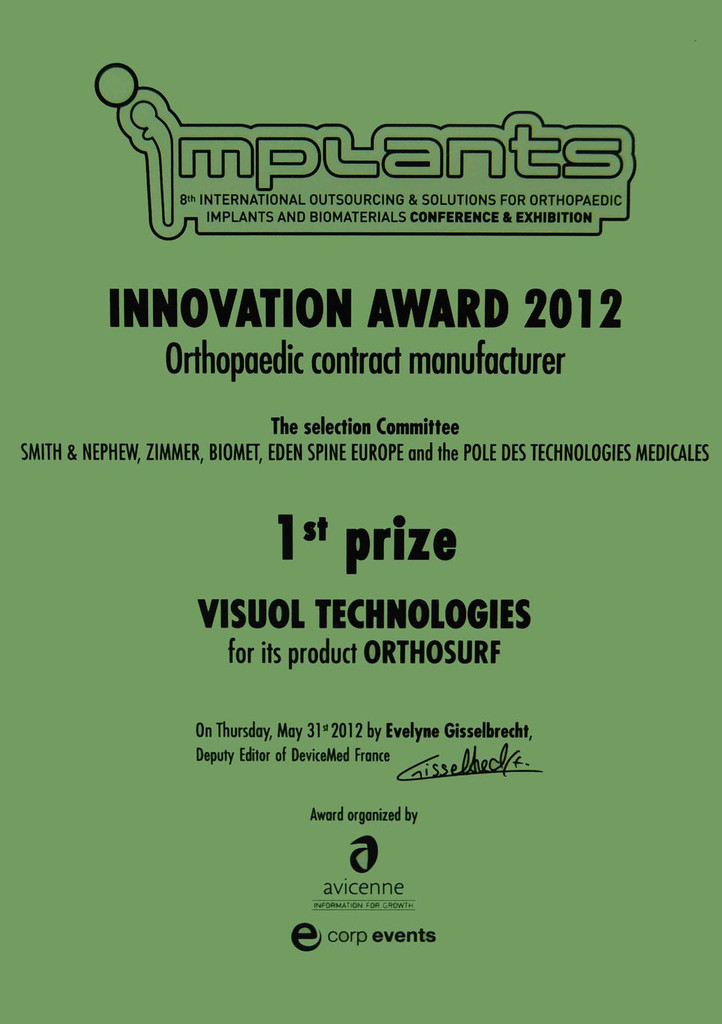 implants
8th INTERNATIONAL OUTSOURCING & SOLUTIONS FOR ORTHOPAEDIC
IMPLANTS AND BIOMATERIALS CONFERENCE & EXHIBITION
INNOVATION AWARD 2012
Orthopaedic contract manufacturer
The selection Committee
SMITH & NEPHEW, ZIMMER, BIOMET, EDEN SPINE EUROPE and the POLE DES TECHNOLOGIES MEDICALES
1st prize
VISUOL TECHNOLOGIES
for its product ORTHOSURF
On Thursday, May 31st 2012 by Evelyne Gisselbrecht,
Deputy Editor of DeviceMed France
Gisselbrecht E.
Award organized by
a
avicenne
INFORMATION FOR GROWTH
e corp events